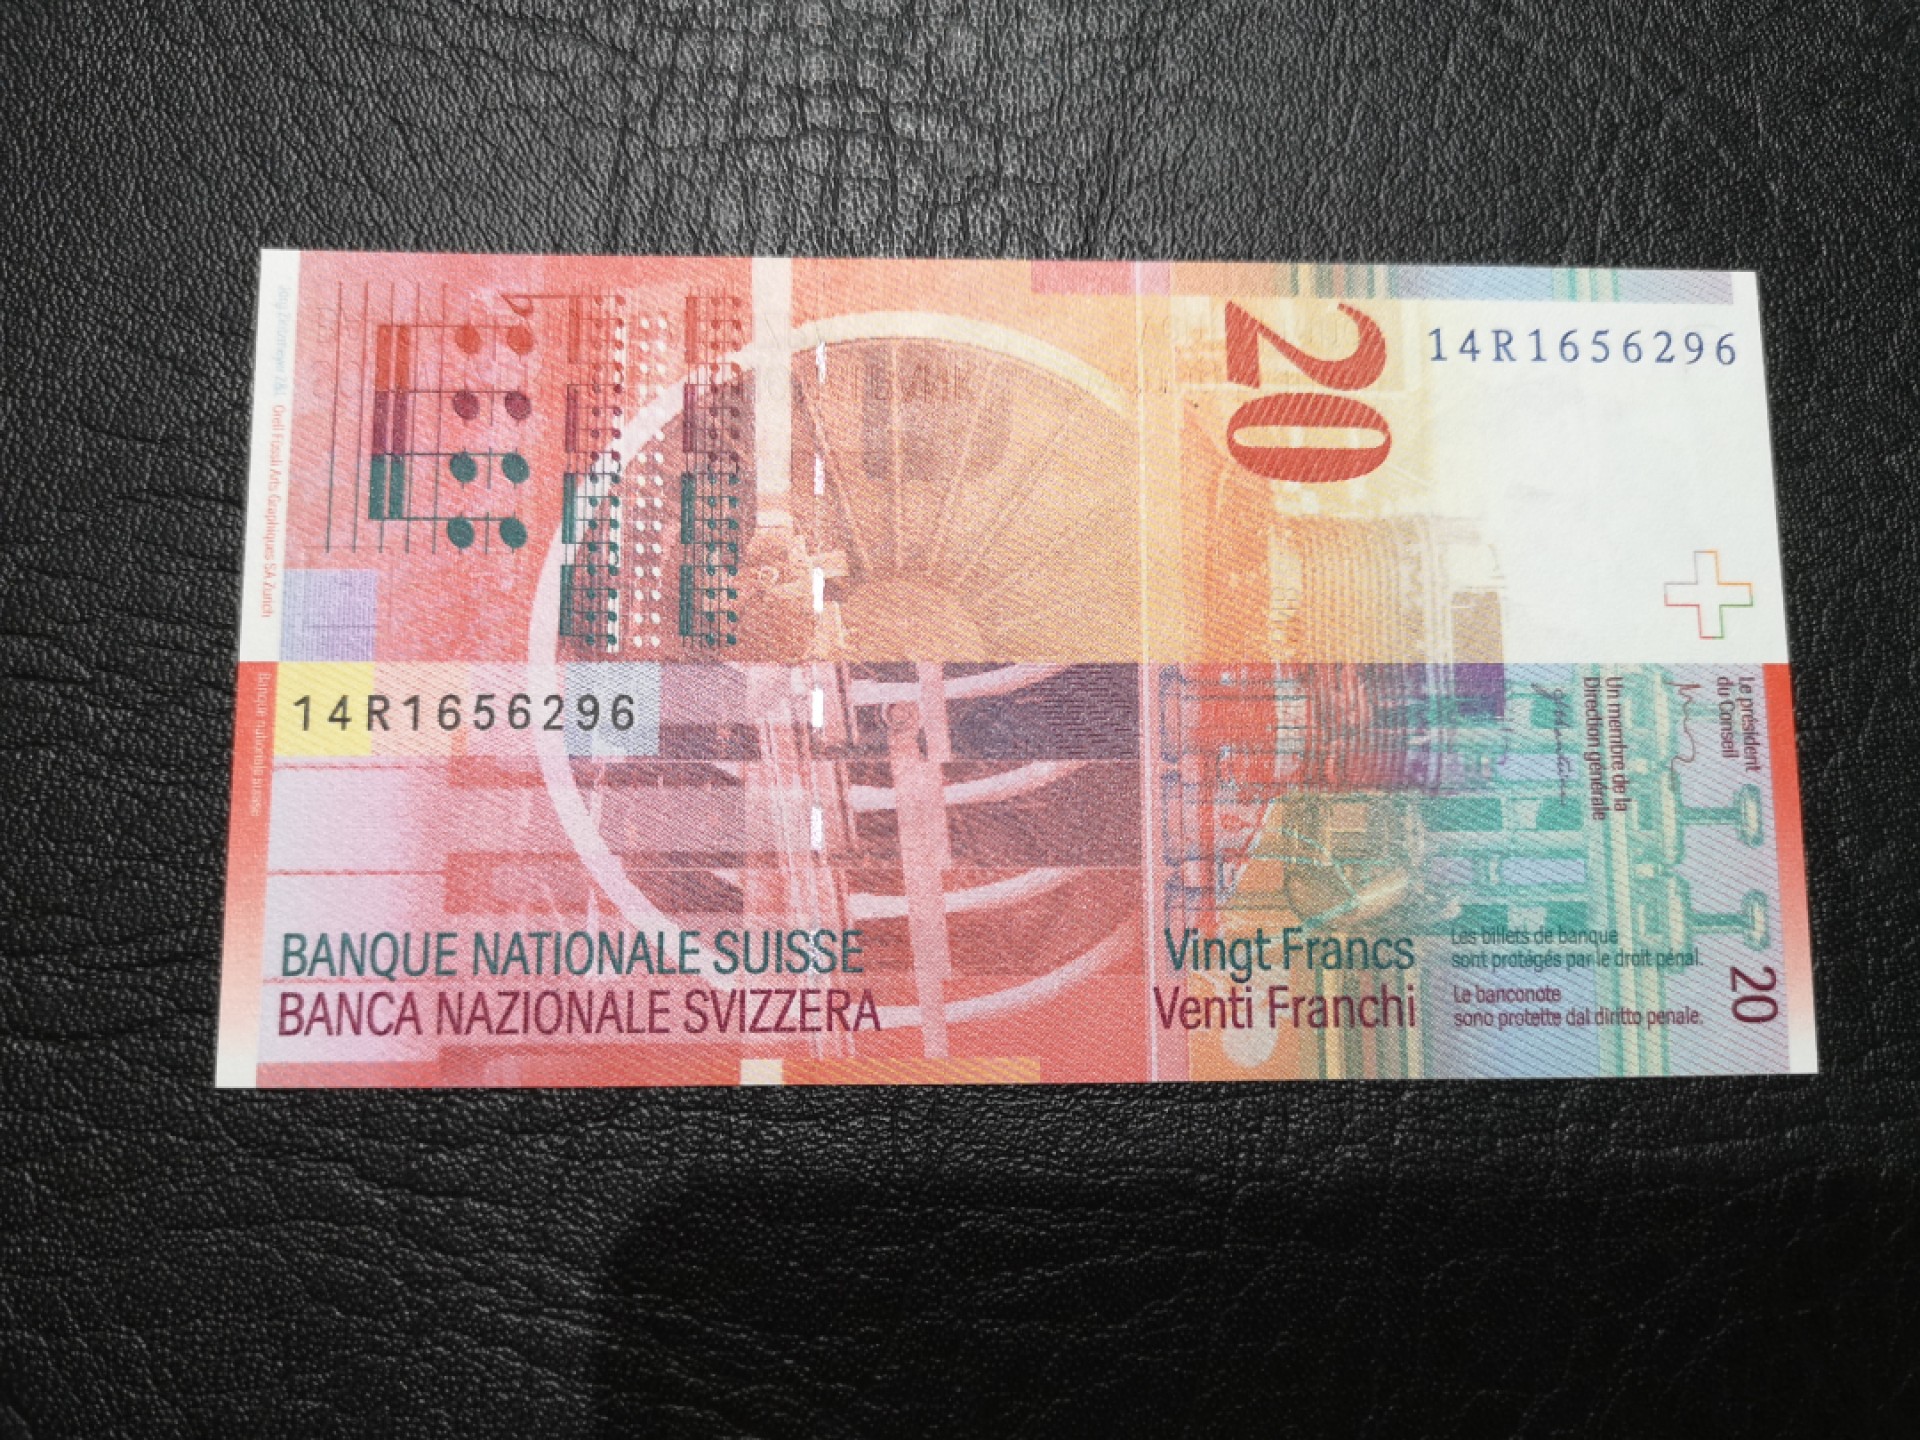 20
14R1656296
Orell Füssli Arts Graphiques SA Zurich
14R1656296
Banque nationale suisse
Le président
du Conseil
Un membre de la
Direction générale
BANQUE NATIONALE SUISSE
BANCA NAZIONALE SVIZZERA
Vingt Francs
Venti Franchi
Les billets de banque
sont protégés par le droit pénal.
Le banconote
sono protette dal diritto penale.
20